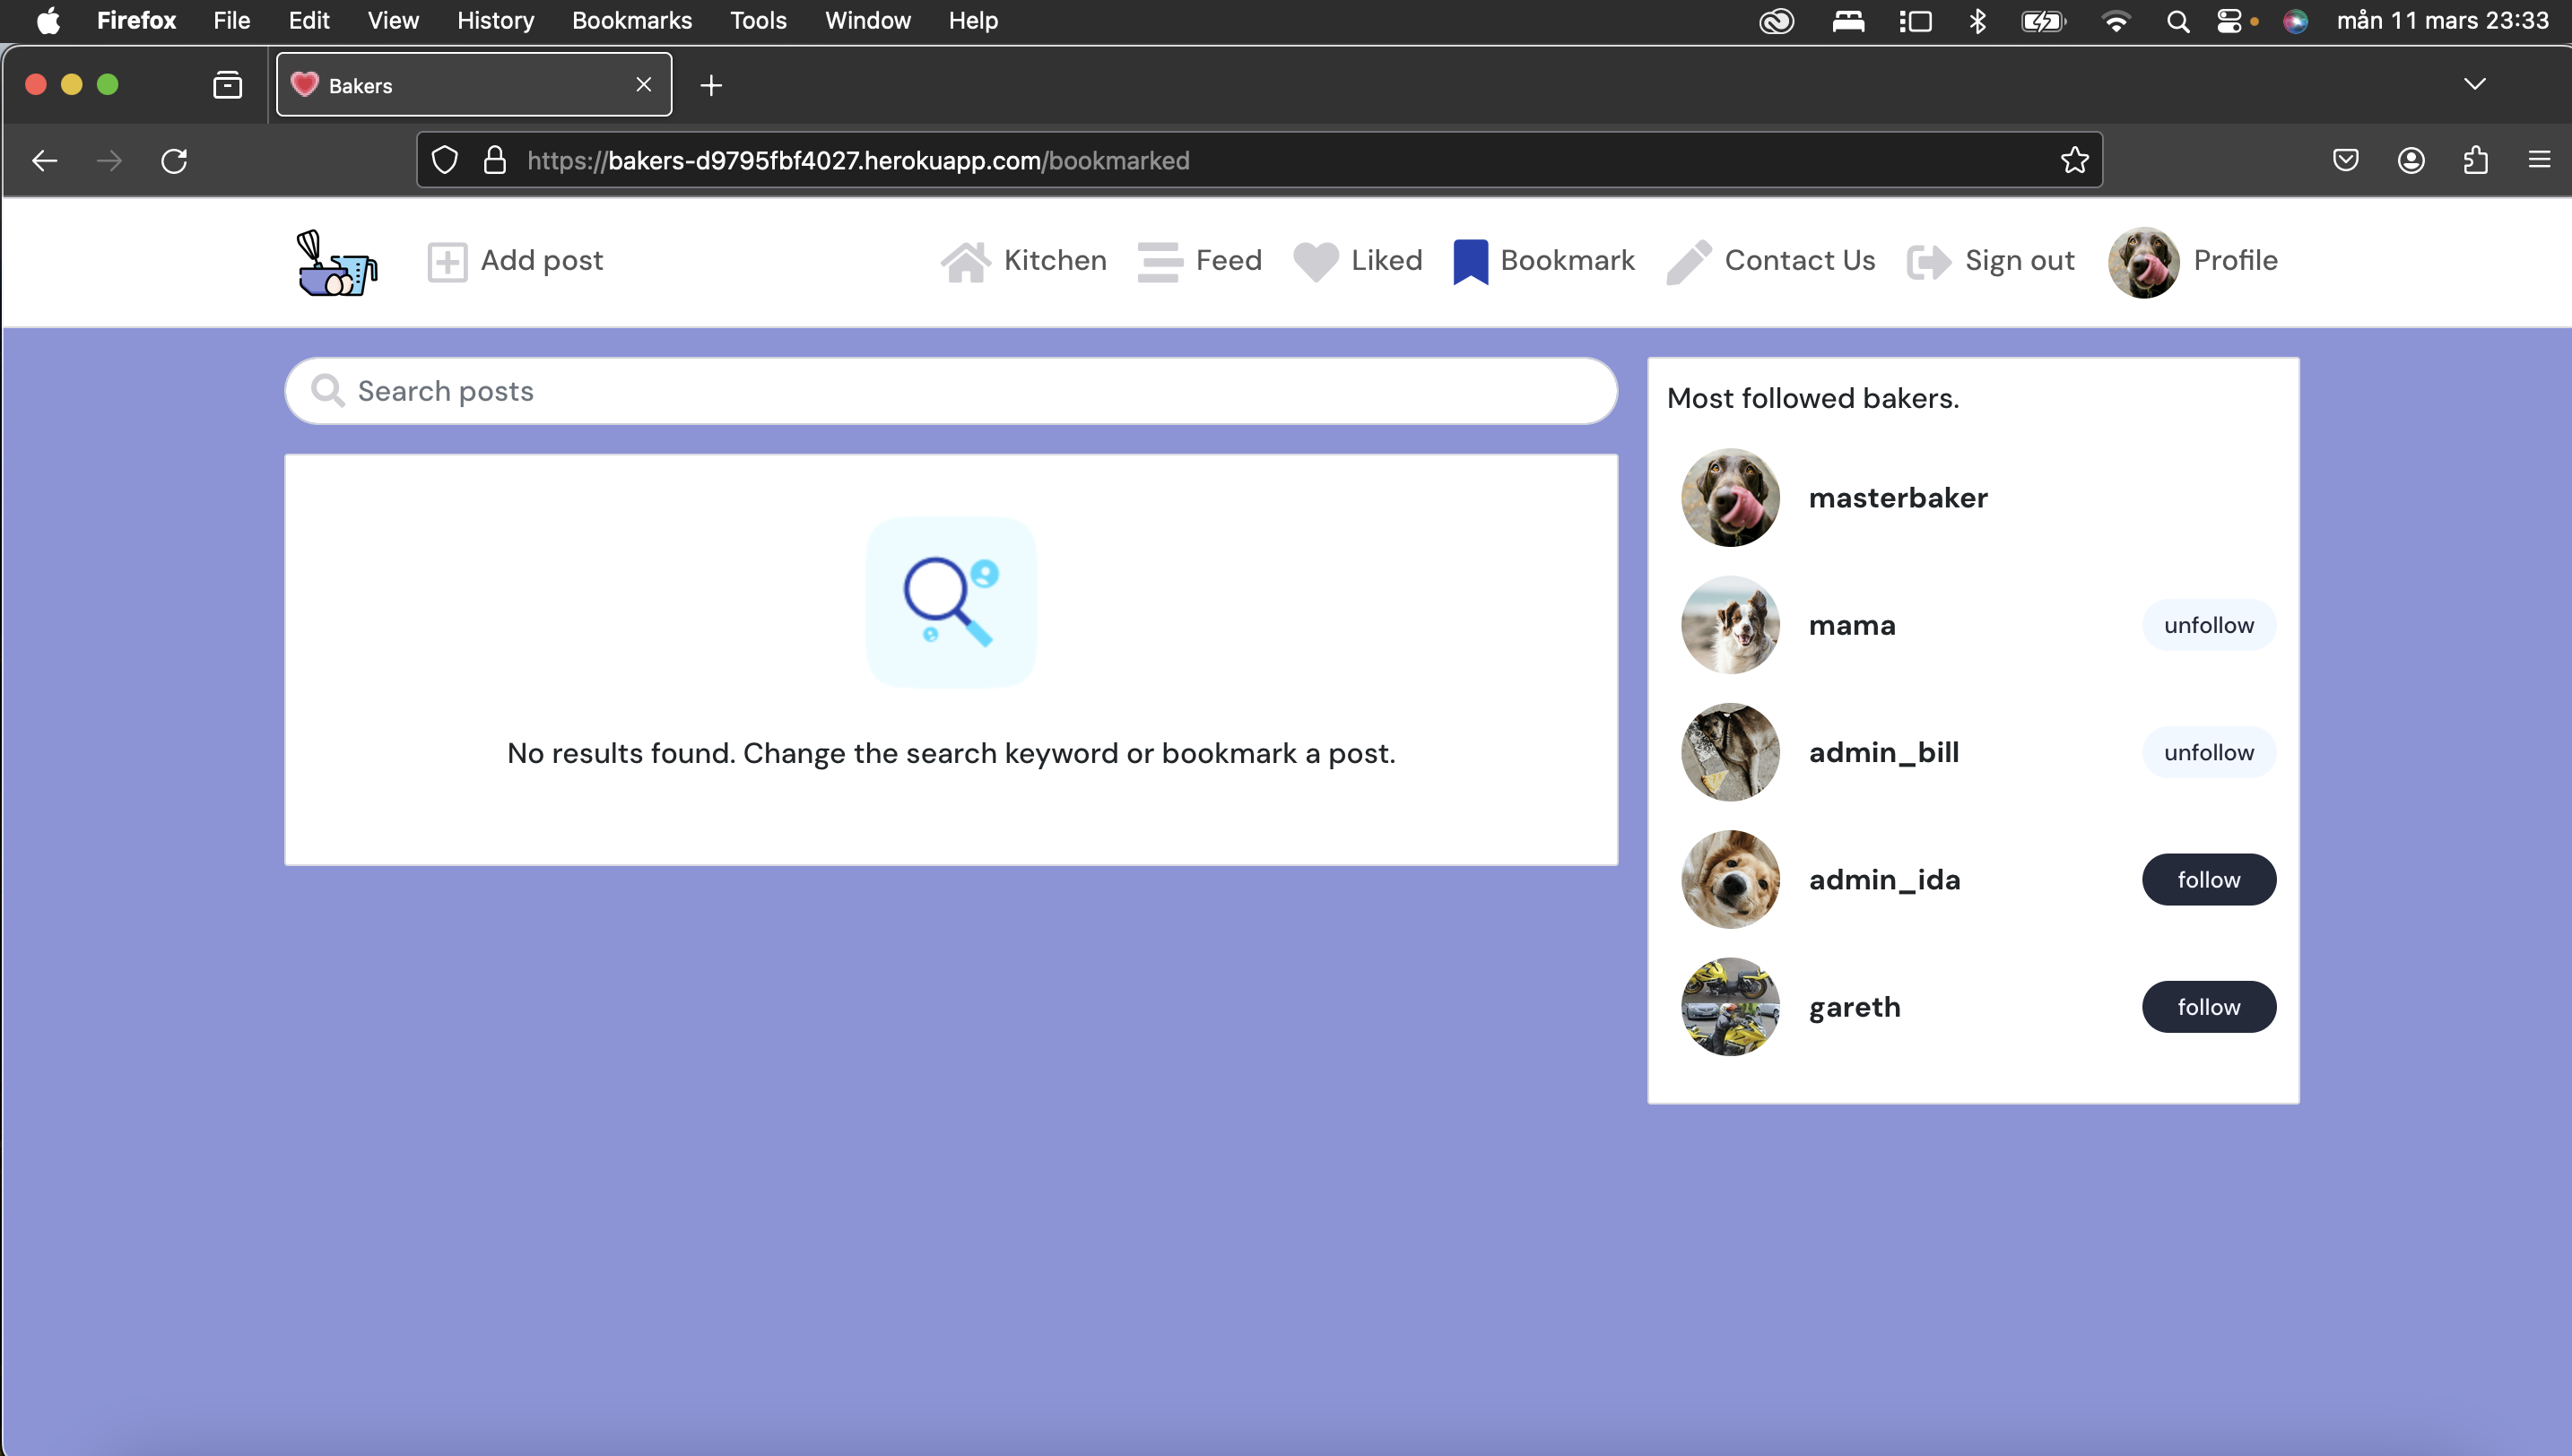 Firefox File Edit View History Bookmarks Tools Window Help mån 11 mars 23:33
Bakers
https://bakers-d9795fbf4027.herokuapp.com/bookmarked
Add post Kitchen Feed Liked Bookmark Contact Us Sign out Profile
Search posts
No results found. Change the search keyword or bookmark a post.
Most followed bakers.
masterbaker
mama unfollow
admin_bill unfollow
admin_ida follow
gareth follow